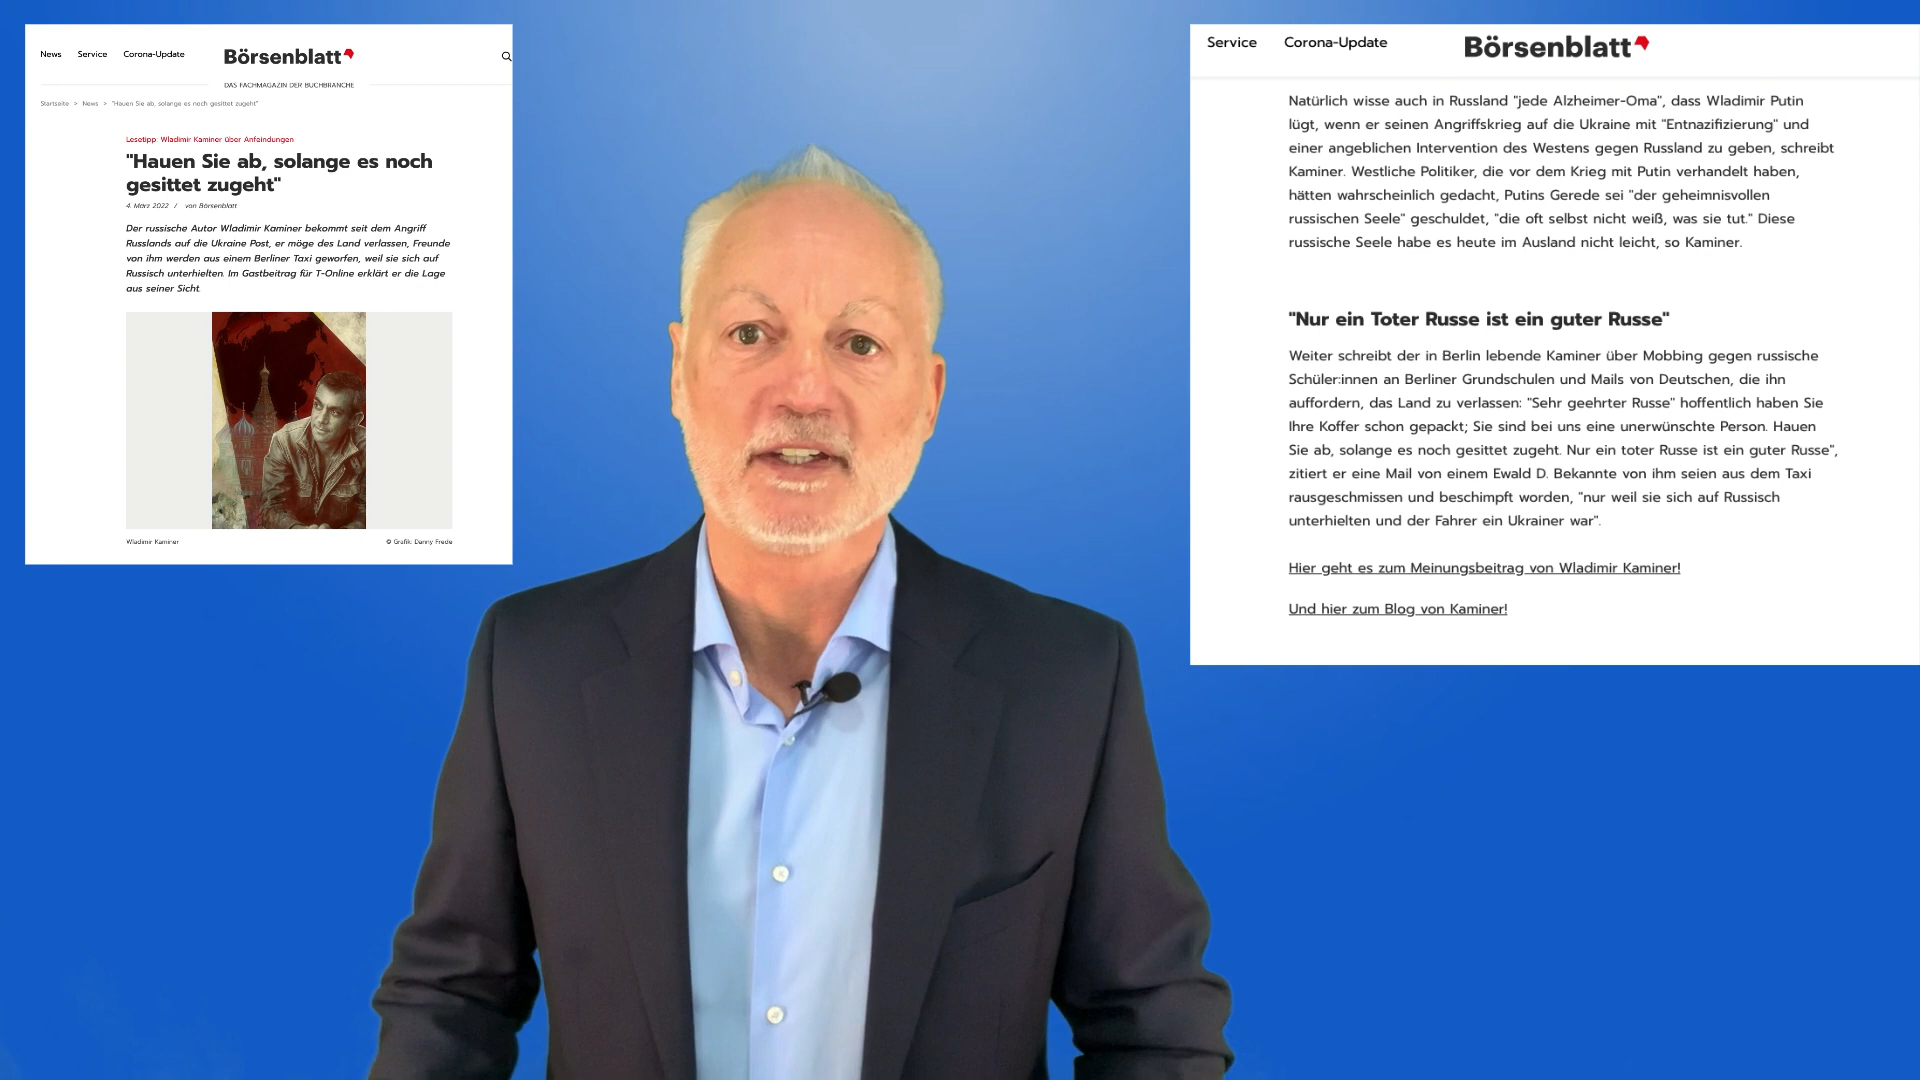 News Service Corona-Update
Börsenblatt
DAS FACHMAGAZIN DER BUCHBRANCHE
Startseite > News > "Hauen Sie ab, solange es noch gesittet zugeht"
Lesetipp: Wladimir Kaminer über Anfeindungen
"Hauen Sie ab, solange es noch
gesittet zugeht"
4. März 2022 / von Börsenblatt
Der russische Autor Wladimir Kaminer bekommt seit dem Angriff
Russlands auf die Ukraine Post, er möge des Land verlassen, Freunde
von ihm werden aus einem Berliner Taxi geworfen, weil sie sich auf
Russisch unterhielten. Im Gastbeitrag für T-Online erklärt er die Lage
aus seiner Sicht.
Wladimir Kaminer
© Grafik: Danny Frede
Service Corona-Update
Börsenblatt
Natürlich wisse auch in Russland "jede Alzheimer-Oma", dass Wladimir Putin
lügt, wenn er seinen Angriffskrieg auf die Ukraine mit "Entnazifizierung" und
einer angeblichen Intervention des Westens gegen Russland zu geben, schreibt
Kaminer. Westliche Politiker, die vor dem Krieg mit Putin verhandelt haben,
hätten wahrscheinlich gedacht, Putins Gerede sei "der geheimnisvollen
russischen Seele" geschuldet, "die oft selbst nicht weiß, was sie tut." Diese
russische Seele habe es heute im Ausland nicht leicht, so Kaminer.
"Nur ein Toter Russe ist ein guter Russe"
Weiter schreibt der in Berlin lebende Kaminer über Mobbing gegen russische
Schüler:innen an Berliner Grundschulen und Mails von Deutschen, die ihn
auffordern, das Land zu verlassen: "Sehr geehrter Russe" hoffentlich haben Sie
Ihre Koffer schon gepackt; Sie sind bei uns eine unerwünschte Person. Hauen
Sie ab, solange es noch gesittet zugeht. Nur ein toter Russe ist ein guter Russe",
zitiert er eine Mail von einem Ewald D. Bekannte von ihm seien aus dem Taxi
rausgeschmissen und beschimpft worden, "nur weil sie sich auf Russisch
unterhielten und der Fahrer ein Ukrainer war".
Hier geht es zum Meinungsbeitrag von Wladimir Kaminer!
Und hier zum Blog von Kaminer!